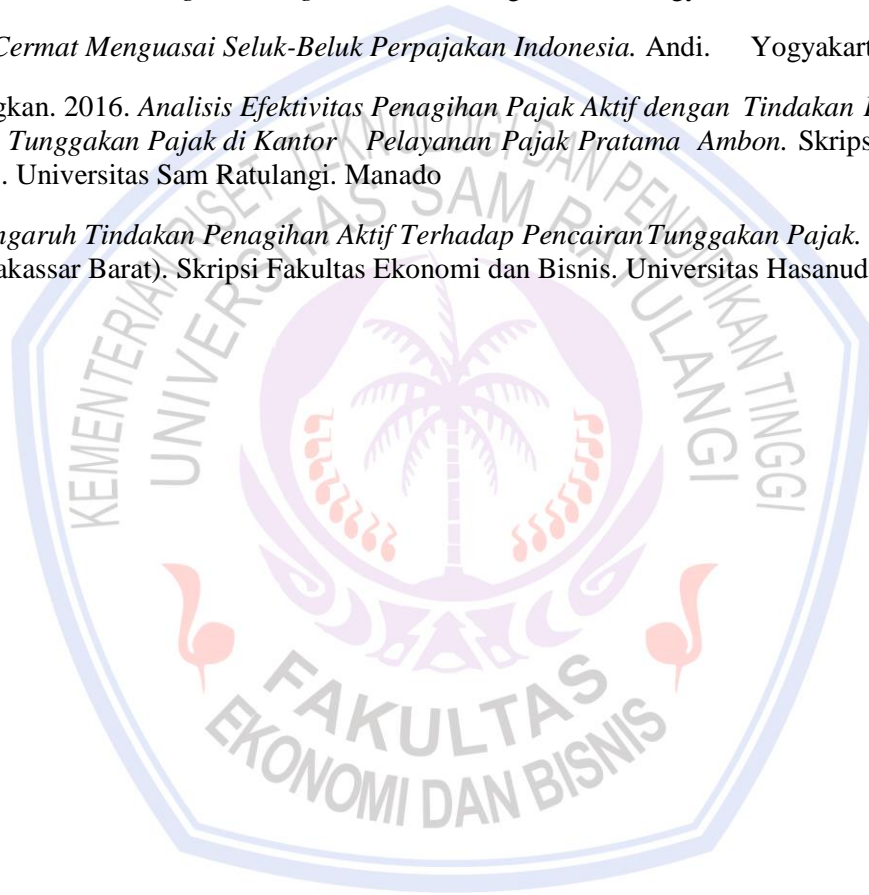 Cermat Menguasai Seluk-Beluk Perpajakan Indonesia. Andi. Yogyakart
gkan. 2016. Analisis Efektivitas Penagihan Pajak Aktif dengan Tindakan
Tunggakan Pajak di Kantor Pelayanan Pajak Pratama Ambon. Skrips
. Universitas Sam Ratulangi. Manado
ngaruh Tindakan Penagihan Aktif Terhadap PencairanTunggakan Pajak.
akassar Barat). Skripsi Fakultas Ekonomi dan Bisnis. Universitas Hasanud
KEMENTERIAN RISET TEKNOLOGI DAN PENDIDIKAN TINGGI
UNIVERSITAS SAM RATULANGI
FAKULTAS
EKONOMI DAN BISNIS